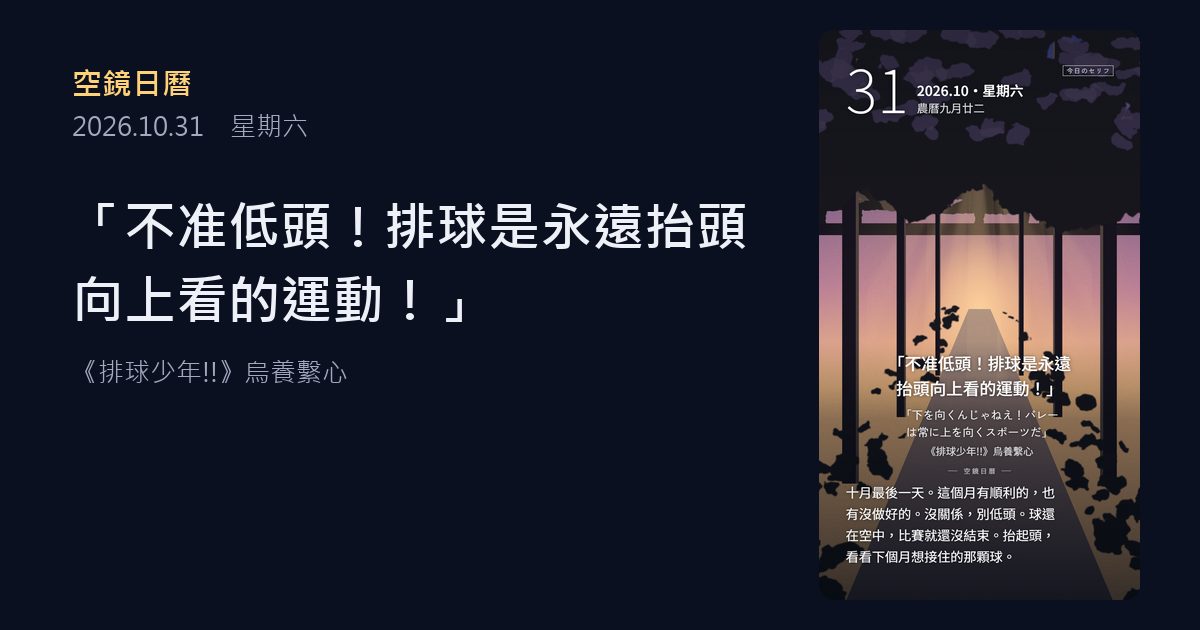 空鏡日曆
2026.10.31 星期六
「不准低頭！排球是永遠抬頭
向上看的運動！」
《排球少年!!》烏養繫心
今日のセリフ
31
2026.10・星期六
農曆九月廿二
「不准低頭！排球是永遠
抬頭向上看的運動！」
「下を向くんじゃねえ！バレー
は常に上を向くスポーツだ」
《排球少年!!》烏養繫心
— 空鏡日曆 —
十月最後一天。這個月有順利的，也
有沒做好的。沒關係，別低頭。球還
在空中，比賽就還沒結束。抬起頭，
看看下個月想接住的那顆球。